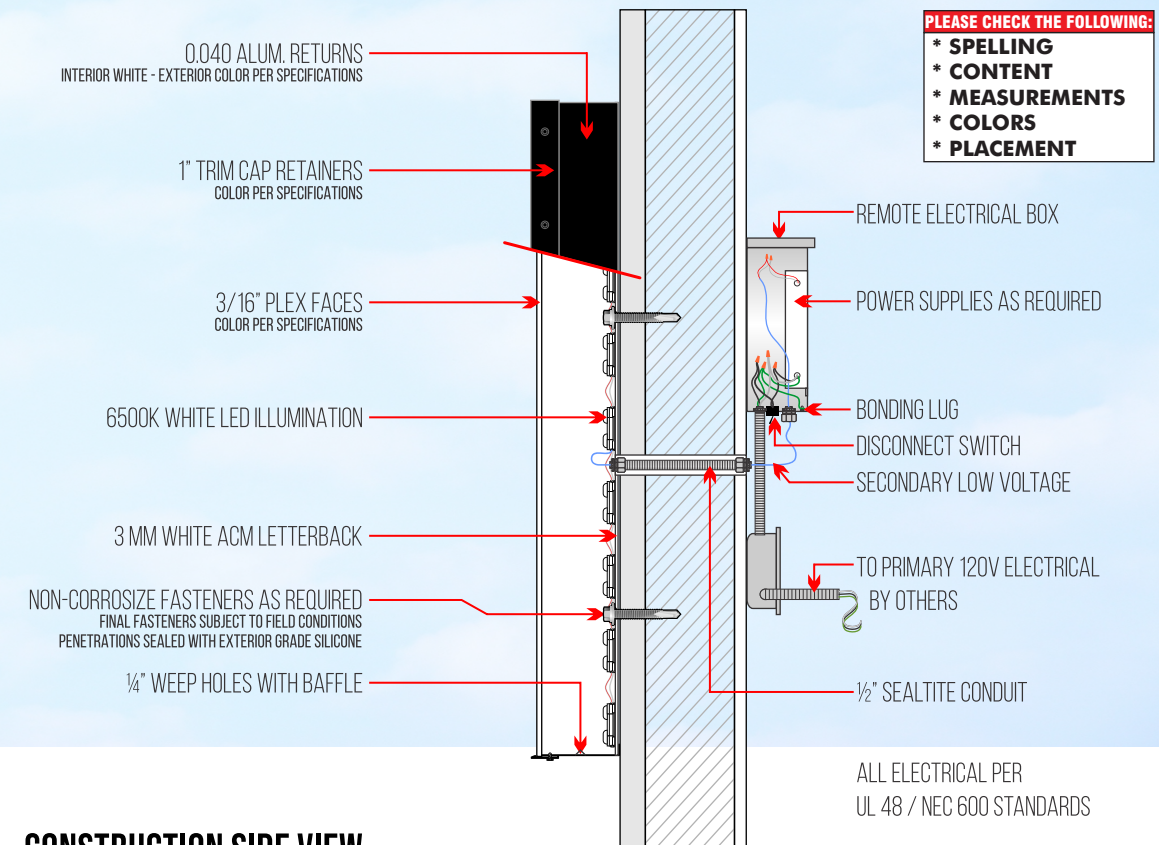 0.040 ALUM. RETURNS
INTERIOR WHITE - EXTERIOR COLOR PER SPECIFICATIONS
1" TRIM CAP RETAINERS
COLOR PER SPECIFICATIONS
3/16" PLEX FACES
COLOR PER SPECIFICATIONS
6500K WHITE LED ILLUMINATION
3 MM WHITE ACM LETTERBACK
NON-CORROSIZE FASTENERS AS REQUIRED
FINAL FASTENERS SUBJECT TO FIELD CONDITIONS
PENETRATIONS SEALED WITH EXTERIOR GRADE SILICONE
¼" WEEP HOLES WITH BAFFLE
CONSTRUCTION SIDE VIEW
PLEASE CHECK THE FOLLOWING:
* SPELLING
* CONTENT
* MEASUREMENTS
* COLORS
* PLACEMENT
REMOTE ELECTRICAL BOX
POWER SUPPLIES AS REQUIRED
BONDING LUG
DISCONNECT SWITCH
SECONDARY LOW VOLTAGE
TO PRIMARY 120V ELECTRICAL
BY OTHERS
½" SEALTITE CONDUIT
ALL ELECTRICAL PER
UL 48 / NEC 600 STANDARDS